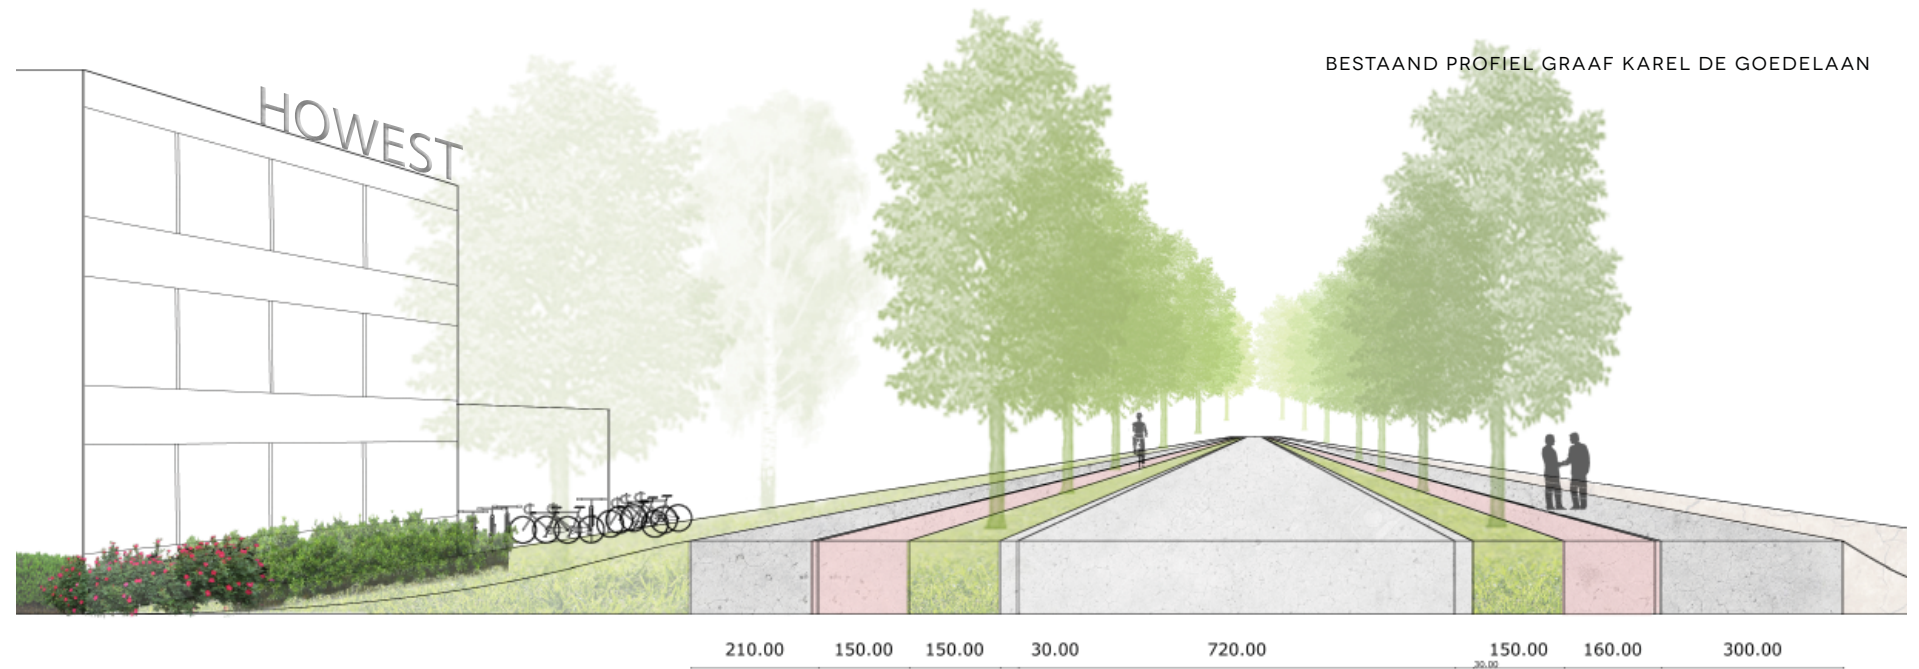 BESTAAND PROFIEL GRAAF KAREL DE GOEDELAAN
HOWEST
210.00 150.00 150.00 30.00 720.00 150.00 160.00 300.00
30.00